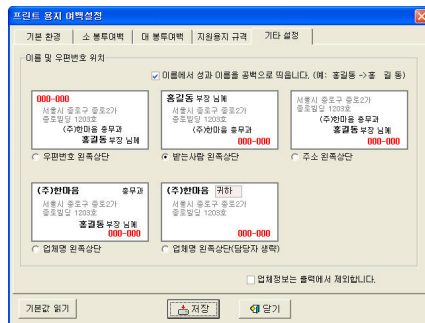 프린트 용지 여백설정
기본 환경 소 봉투여백 대 봉투여백 지원용지 규격 기타 설정
이름 및 우편번호 위치
이름에서 성과 이름을 공백으로 띄웁니다. (예: 홍길동 ->홍 길 동)
000-000
서울시 종로구 종로2가
종로빌딩 1203호
(주)한마음 총무과
홍길동 부장 님께
우편번호 왼쪽상단
홍길동 부장 님께
서울시 종로구 종로2가
종로빌딩 1203호
(주)한마음 총무과
000-000
받는사람 왼쪽상단
서울시 종로구 종로2가
종로빌딩 1203호
(주)한마음 총무과
홍길동 부장 님께
000-000
주소 왼쪽상단
(주)한마음 총무과
서울시 종로구 종로2가
종로빌딩 1203호
홍길동 부장 님께
000-000
업체명 왼쪽상단
(주)한마음 귀하
서울시 종로구 종로2가
종로빌딩 1203호
000-000
업체명 왼쪽상단(담당자 생략)
업체정보는 출력에서 제외합니다.
기본값 읽기 저장 닫기